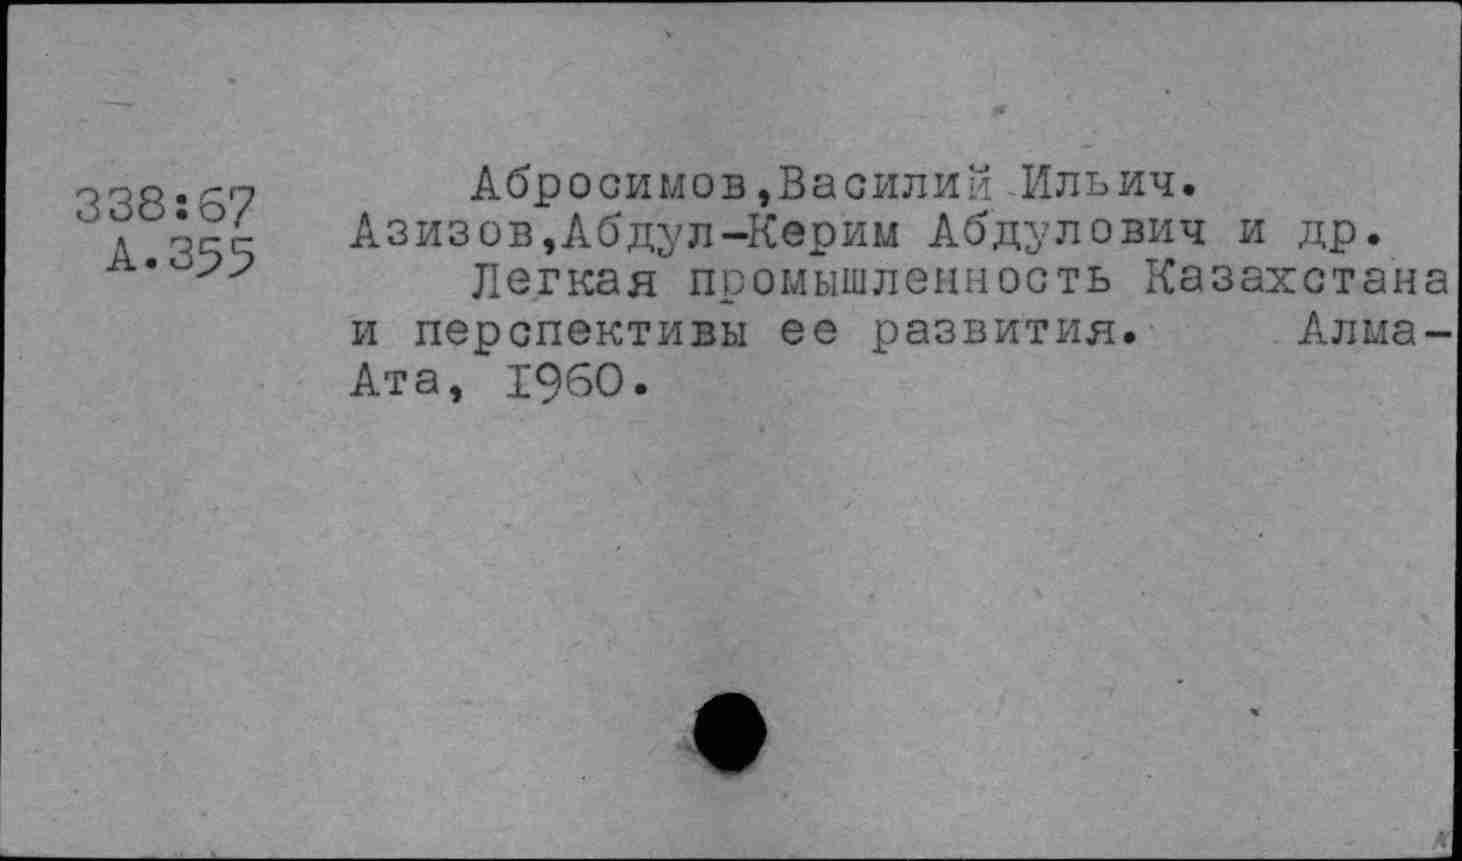 338:67
А.355
Абросимов,Василий Ильич.
Азизов,Абдул-Керим Абдулович и др.
Легкая промышленность Казахстана
и перспективы ее развития. Алма-
Ата, 1960.